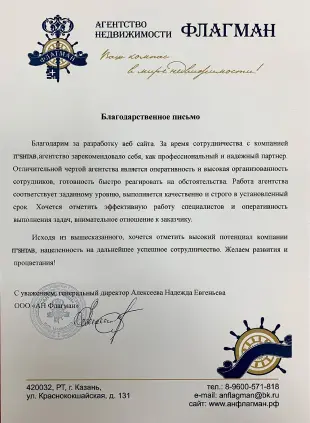 АГЕНТСТВО
НЕДВИЖИМОСТИ ФЛАГМАН
ФЛАГМАН
Ваш компас
в мире недвижимости!
Благодарственное письмо
Благодарим за разработку веб сайта. За время сотрудничества с компанией
агентство зарекомендовало себя, как профессиональный и надежный партнер.
Отличительной чертой агентства является оперативность и высокая организованность
сотрудников, готовность быстро реагировать на обстоятельства. Работа агентств
соответствует заданному уровню, выполняется качественно и строго в установленный
срок. Хочется отметить эффективную работу специалистов и оперативность
выполнения задач, внимательное отношение к заказчику.
Исходя из вышесказанного, хочется отметить высокий потенциал компании
нацеленность на дальнейшее успешное сотрудничество. Желаем развития и
процветания!
С уважением, генеральный директор Алексеева Надежда Евгеньевна
ООО «АН Флагман»
420032, РТ, г. Казань,
ул. Краснококшайская, д. 131
тел.: 8-9600-571-818
e-mail: anflagman@bk.ru
сайт: www.анфлагман.рф